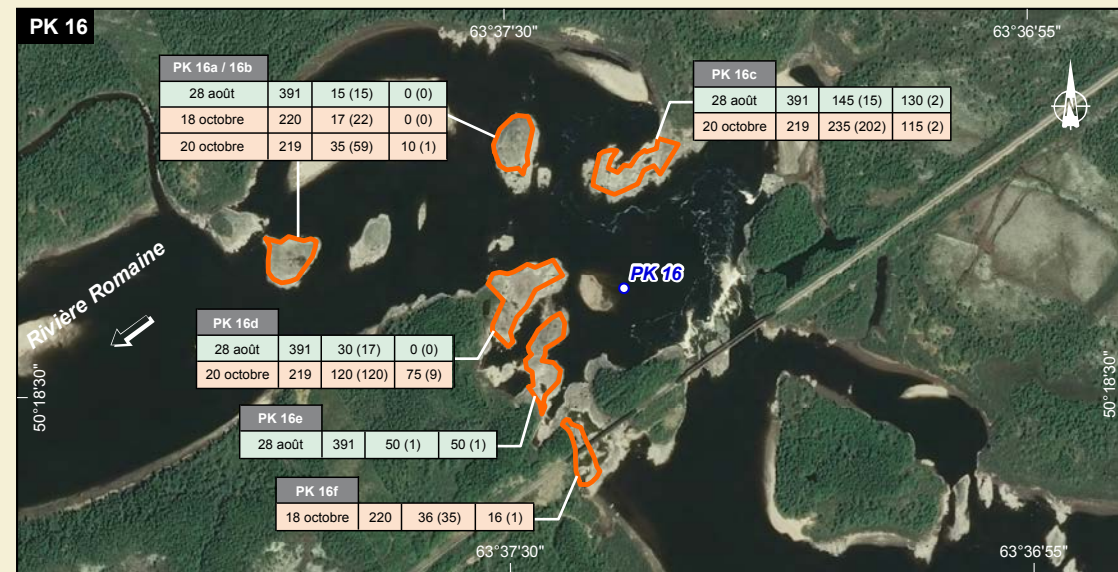 PK 16
63°37'30"
63°36'55"
PK 16a / 16b
28 août 391 15 (15) 0 (0)
18 octobre 220 17 (22) 0 (0)
20 octobre 219 35 (59) 10 (1)
PK 16c
28 août 391 145 (15) 130 (2)
20 octobre 219 235 (202) 115 (2)
N
Rivière Romaine
PK 16
PK 16d
28 août 391 30 (17) 0 (0)
20 octobre 219 120 (120) 75 (9)
50°18'30"
50°18'30"
PK 16e
28 août 391 50 (1) 50 (1)
PK 16f
18 octobre 220 36 (35) 16 (1)
63°37'30"
63°36'55"